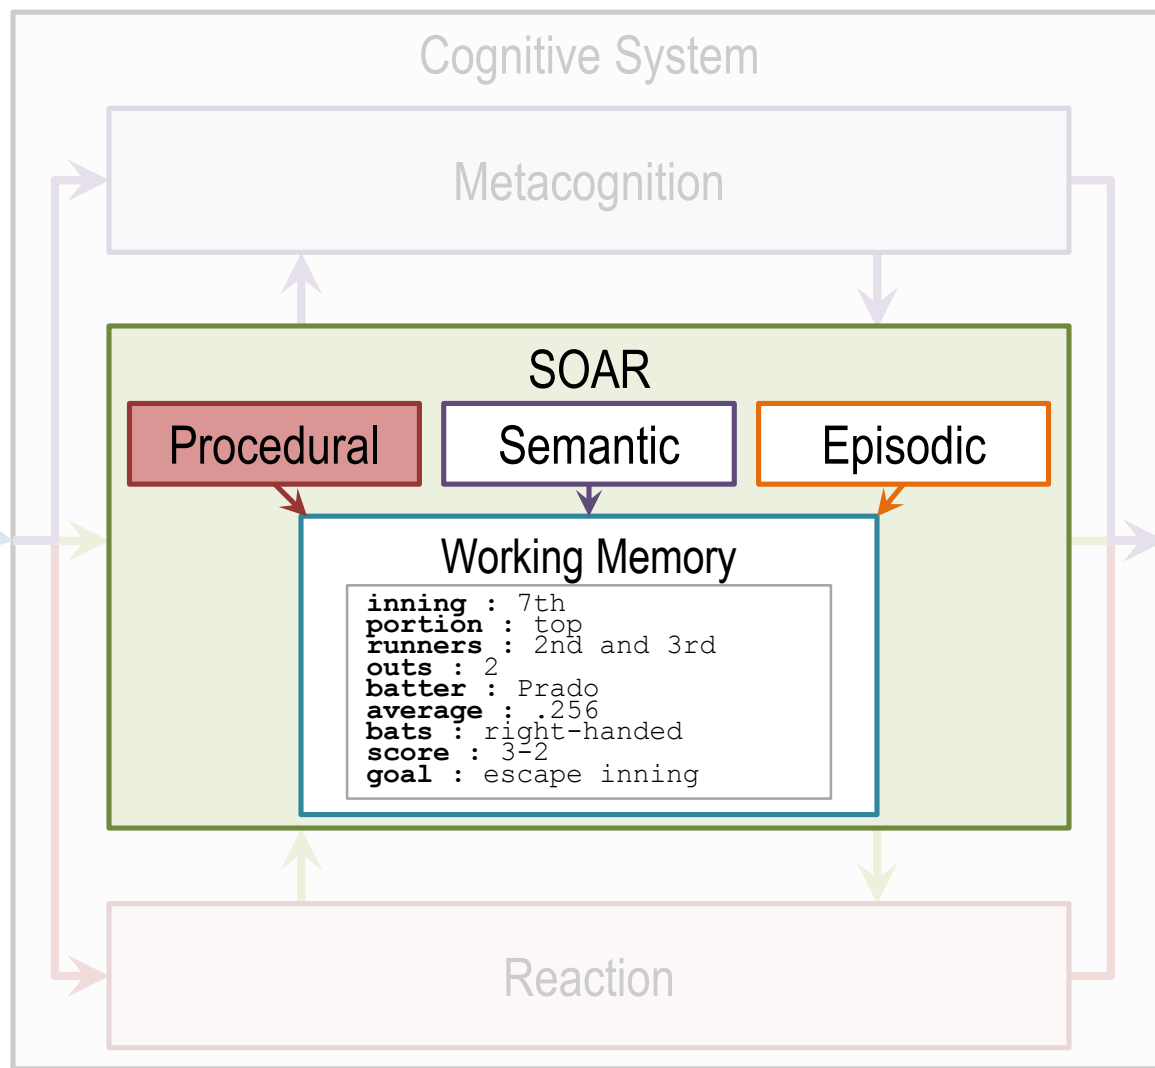 Cognitive System
Metacognition
SOAR
Procedural
Semantic
Episodic
Working Memory
inning : 7th
portion : top
runners : 2nd and 3rd
outs : 2
batter : Prado
average : .256
bats : right-handed
score : 3-2
goal : escape inning
Reaction